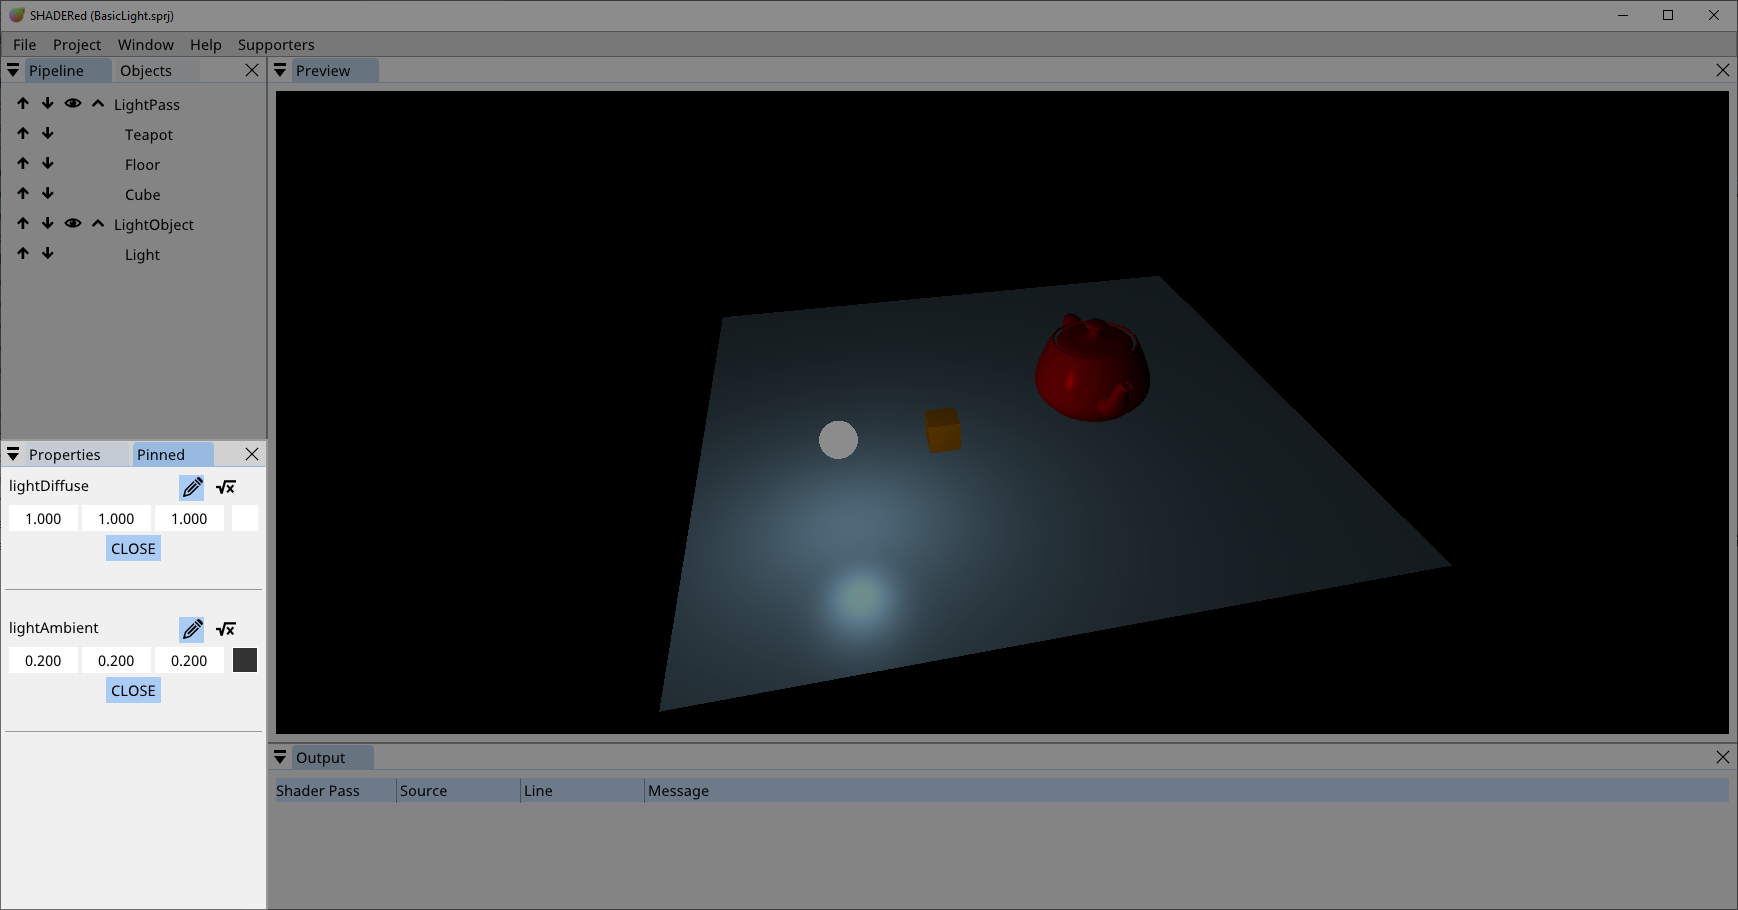 SHADERed (BasicLight.sprj)
File Project Window Help Supporters
Pipeline Objects
LightPass
Teapot
Floor
Cube
LightObject
Light
Properties Pinned
lightDiffuse
√x
1.000 1.000 1.000
CLOSE
lightAmbient
√x
0.200 0.200 0.200
CLOSE
Preview
Output
Shader Pass Source Line Message